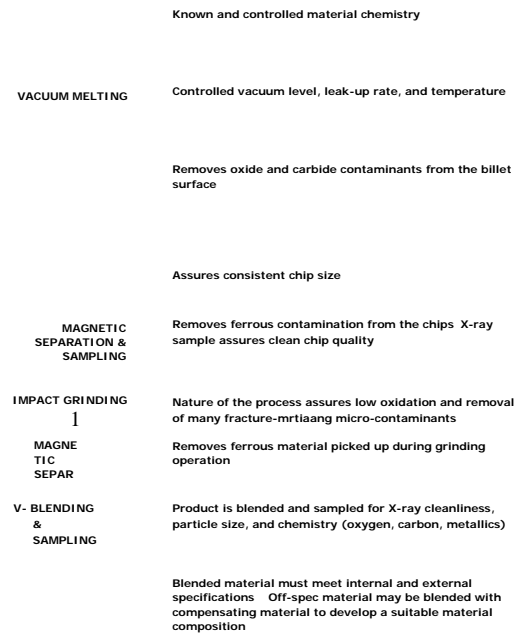 Known and controlled material chemistry
VACUUM MELTING
Controlled vacuum level, leak-up rate, and temperature
Removes oxide and carbide contaminants from the billet
surface
Assures consistent chip size
MAGNETIC
SEPARATION &
SAMPLING
Removes ferrous contamination from the chips X-ray
sample assures clean chip quality
IMPACT GRINDING
1
Nature of the process assures low oxidation and removal
of many fracture-mrtiaang micro-contaminants
MAGNE
TIC
SEPAR
Removes ferrous material picked up during grinding
operation
V- BLENDING
&
SAMPLING
Product is blended and sampled for X-ray cleanliness,
particle size, and chemistry (oxygen, carbon, metallics)
Blended material must meet internal and external
specifications Off-spec material may be blended with
compensating material to develop a suitable material
composition